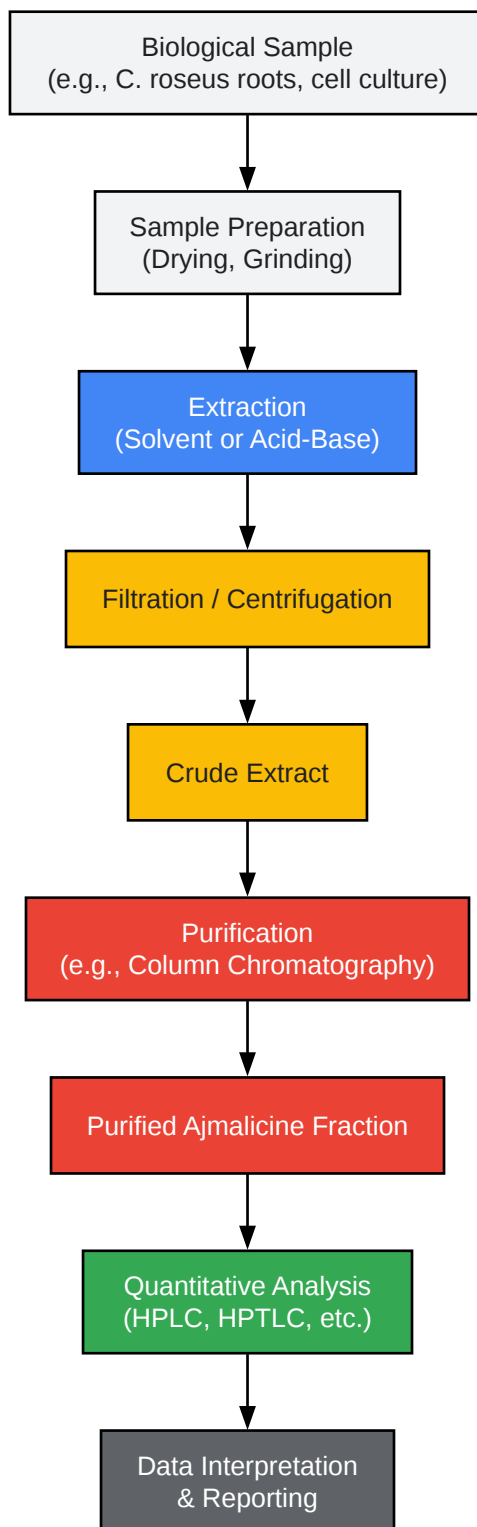 Biological Sample
(e.g., C. roseus roots, cell culture)
Sample Preparation
(Drying, Grinding)
Extraction
(Solvent or Acid-Base)
Filtration / Centrifugation
Crude Extract
Purification
(e.g., Column Chromatography)
Purified Ajmalicine Fraction
Quantitative Analysis
(HPLC, HPTLC, etc.)
Data Interpretation
& Reporting